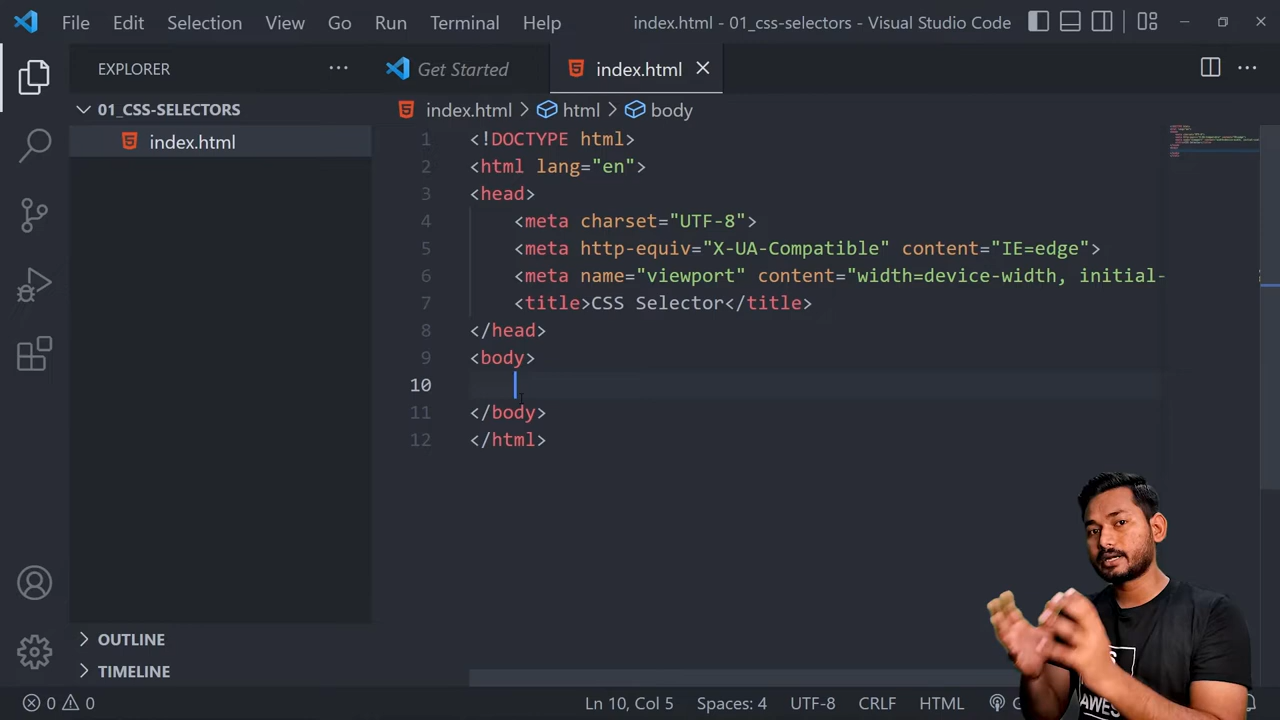 File Edit Selection View Go Run Terminal Help index.html - 01_css-selectors - Visual Studio Code
EXPLORER
Get Started
index.html
01_CSS-SELECTORS
index.html
index.html > html > body
1 <!DOCTYPE html>
2 <html lang="en">
3 <head>
4 <meta charset="UTF-8">
5 <meta http-equiv="X-UA-Compatible" content="IE=edge">
6 <meta name="viewport" content="width=device-width, initial-
7 <title>CSS Selector</title>
8 </head>
9 <body>
10
11 </body>
12 </html>
OUTLINE
TIMELINE
0 0 Ln 10, Col 5 Spaces: 4 UTF-8 CRLF HTML